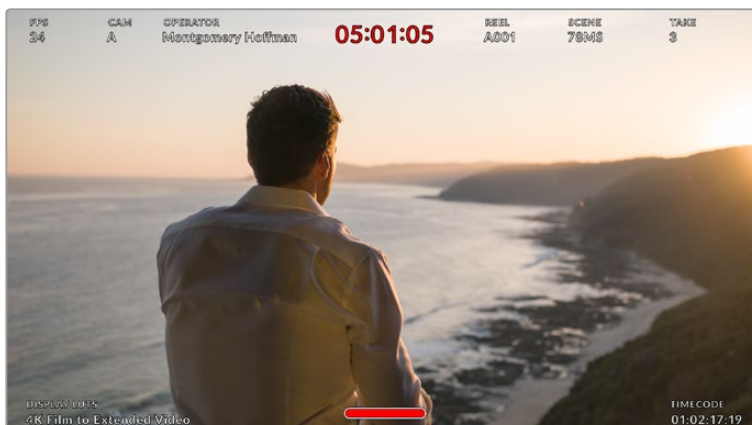 FPS CAM OPERATOR 05:01:05 REEL SCENE TAKE
24 A Montgomery Hoffman A001 78MS 3
DISPLAY LUTS TIMECODE
4K Film to Extended Video 01:02:17:19